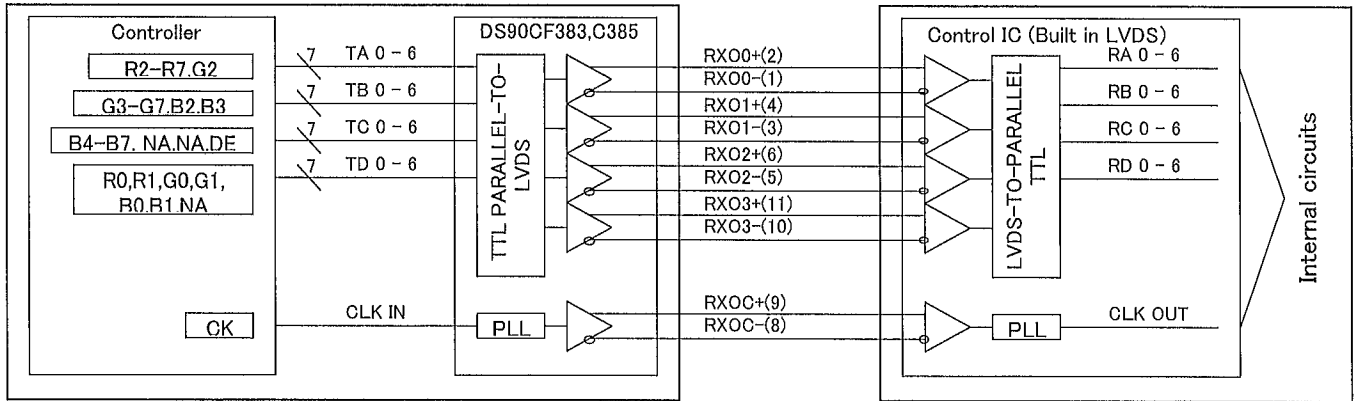 Controller
R2-R7.G2
G3-G7.B2.B3
B4-B7. NA.NA.DE
R0,R1,G0,G1,
B0.B1.NA
CK
7 TA 0 - 6
7 TB 0 - 6
7 TC 0 - 6
7 TD 0 - 6
CLK IN
DS90CF383,C385
TTL PARALLEL-TO-
LVDS
PLL
RXO0+(2)
RXO0-(1)
RXO1+(4)
RXO1-(3)
RXO2+(6)
RXO2-(5)
RXO3+(11)
RXO3-(10)
RXOC+(9)
RXOC-(8)
Control IC (Built in LVDS)
LVDS-TO-PARALLEL
TTL
PLL
RA 0 - 6
RB 0 - 6
RC 0 - 6
RD 0 - 6
CLK OUT
Internal circuits